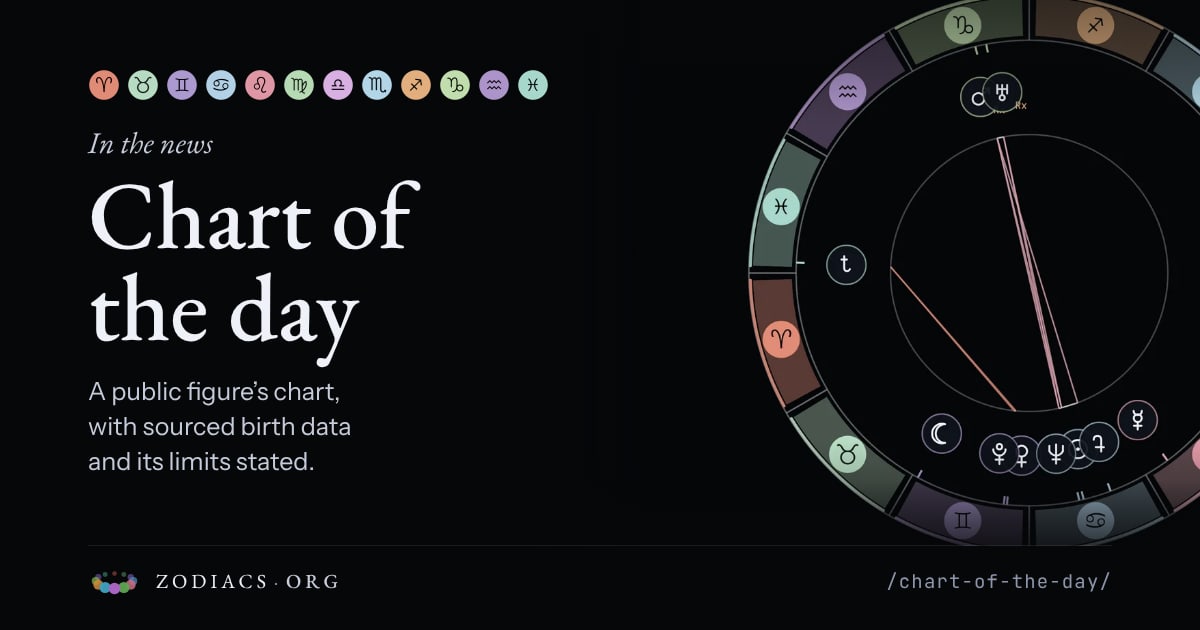 In the news
Chart of
the day
A public figure’s chart,
with sourced birth data
and its limits stated.
Rx
ZODIACS·ORG
/chart-of-the-day/